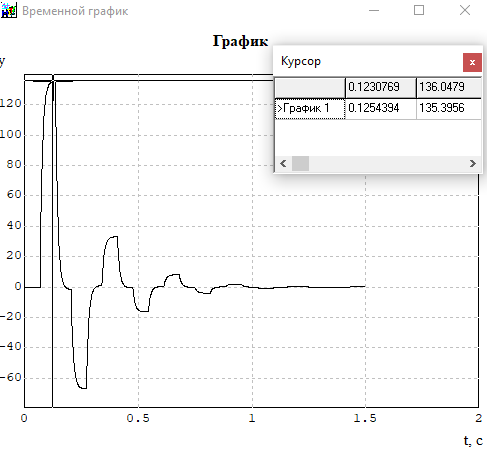 Временной график
График
y
Курсор
x
0.1230769 136.0479
>График 1 0.1254394 135.3956
120
100
80
60
40
20
0
-20
-40
-60
0 0.5 1 1.5 2
t, c